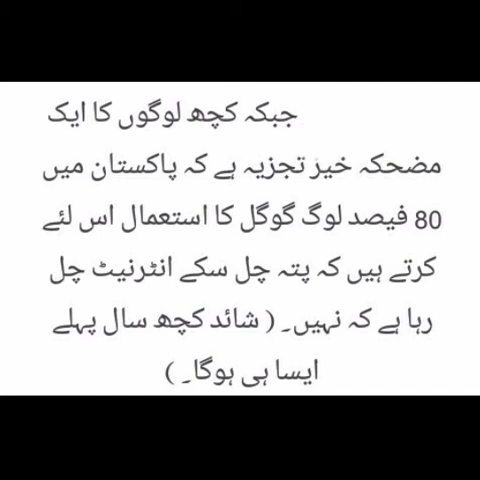 جبکہ کچھ لوگوں کا ایک
مضحکہ خیز تجزیہ ہے کہ پاکستان میں
80 فیصد لوگ گوگل کا استعمال اس لئے
کرتے ہیں کہ پتہ چل سکے انٹرنیٹ چل
رہا ہے کہ نہیں۔ ( شائد کچھ سال پہلے
ایسا ہی ہوگا۔ )